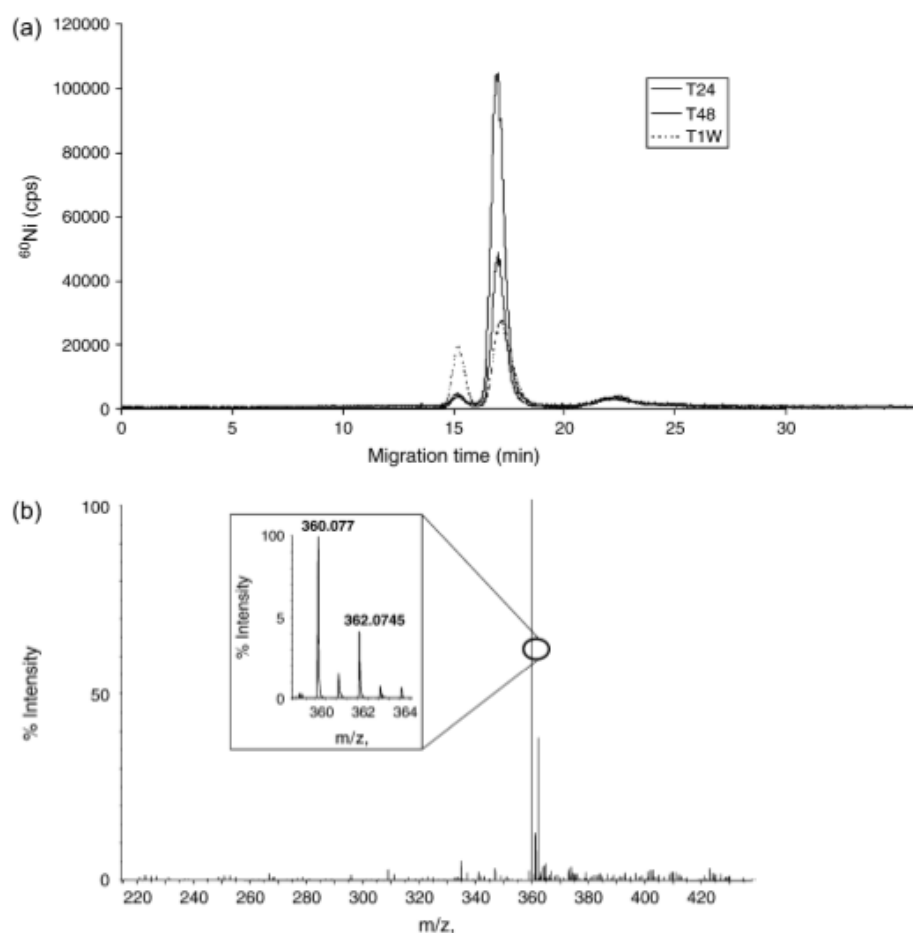 (a)
120000
100000
80000
60000
40000
20000
0
⁶⁰Ni (cps)
T24
T48
T1W
0 5 10 15 20 25 30
Migration time (min)
(b)
100
50
0
% Intensity
360.077
100
362.0745
5
0
% Intensity
360 362 364
m/z,
220 240 260 280 300 320 340 360 380 400 420
m/z,